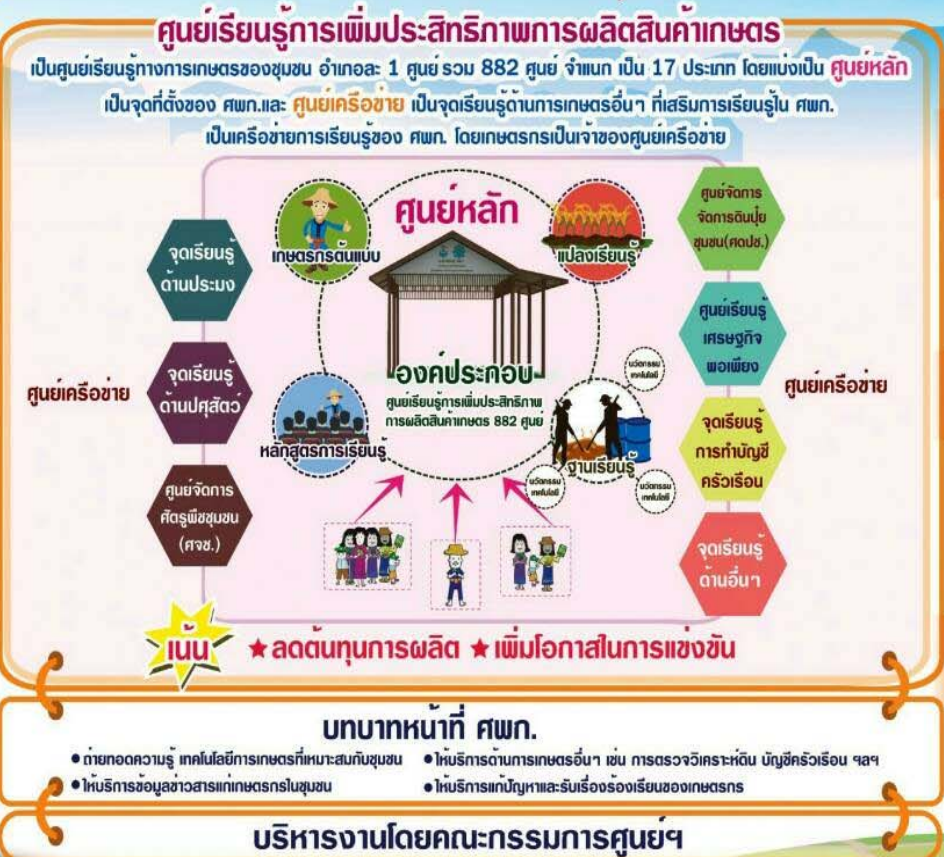 ศูนย์เรียนรู้การเพิ่มประสิทธิภาพการผลิตสินค้าเกษตร
เป็นศูนย์เรียนรู้ทางการเกษตรของชุมชน อำเภอละ 1 ศูนย์ รวม 882 ศูนย์ จำแนก เป็น 17 ประเภท โดยแบ่งเป็น ศูนย์หลัก
เป็นจุดที่ตั้งของ ศพก.และ ศูนย์เครือข่าย เป็นจุดเรียนรู้ด้านการเกษตรอื่นๆ ที่เสริมการเรียนรู้ใน ศพก.
เป็นเครือข่ายการเรียนรู้ของ ศพก. โดยเกษตรกรเป็นเจ้าของศูนย์เครือข่าย
ศูนย์หลัก
เกษตรกรต้นแบบ
แปลงเรียนรู้
องค์ประกอบ
ศูนย์เรียนรู้การเพิ่มประสิทธิภาพ
การผลิตสินค้าเกษตร 882 ศูนย์
หลักสูตรการเรียนรู้
ฐานเรียนรู้
นวัตกรรม
เทคโนโลยี
นวัตกรรม
เทคโนโลยี
นวัตกรรม
เทคโนโลยี
ศูนย์เครือข่าย
จุดเรียนรู้
ด้านประมง
จุดเรียนรู้
ด้านปศุสัตว์
ศูนย์จัดการ
ศัตรูพืชชุมชน
(ศจช.)
ศูนย์จัดการ
จัดการดินปุ๋ย
ชุมชน(ศดปช.)
ศูนย์เรียนรู้
เศรษฐกิจ
พอเพียง
จุดเรียนรู้
การทำบัญชี
ครัวเรือน
จุดเรียนรู้
ด้านอื่นๆ
ศูนย์เครือข่าย
เน้น
★ลดต้นทุนการผลิต ★เพิ่มโอกาสในการแข่งขัน
บทบาทหน้าที่ ศพก.
●ถ่ายทอดความรู้ เทคโนโลยีการเกษตรที่เหมาะสมกับชุมชน
●ให้บริการด้านการเกษตรอื่นๆ เช่น การตรวจวิเคราะห์ดิน บัญชีครัวเรือน ฯลฯ
●ให้บริการข้อมูลข่าวสารแก่เกษตรกรในชุมชน
●ให้บริการแก้ปัญหาและรับเรื่องร้องเรียนของเกษตรกร
บริหารงานโดยคณะกรรมการศูนย์ฯ